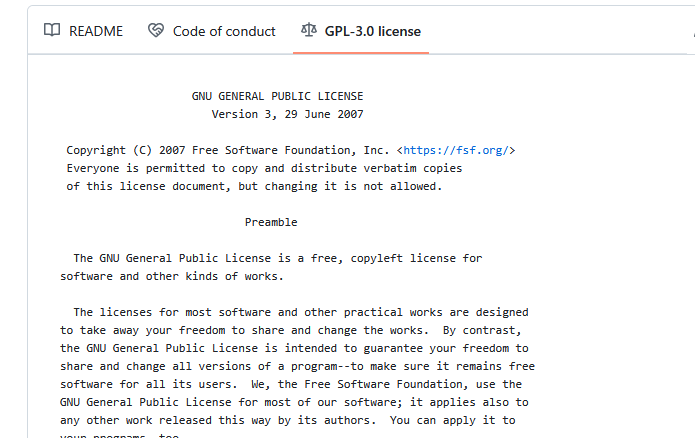 README
Code of conduct
GPL-3.0 license
GNU GENERAL PUBLIC LICENSE
Version 3, 29 June 2007
Copyright (C) 2007 Free Software Foundation, Inc. <https://fsf.org/>
Everyone is permitted to copy and distribute verbatim copies
of this license document, but changing it is not allowed.
Preamble
The GNU General Public License is a free, copyleft license for
software and other kinds of works.
The licenses for most software and other practical works are designed
to take away your freedom to share and change the works.  By contrast,
the GNU General Public License is intended to guarantee your freedom to
share and change all versions of a program--to make sure it remains free
software for all its users.  We, the Free Software Foundation, use the
GNU General Public License for most of our software; it applies also to
any other work released this way by its authors.  You can apply it to
your programs, too.